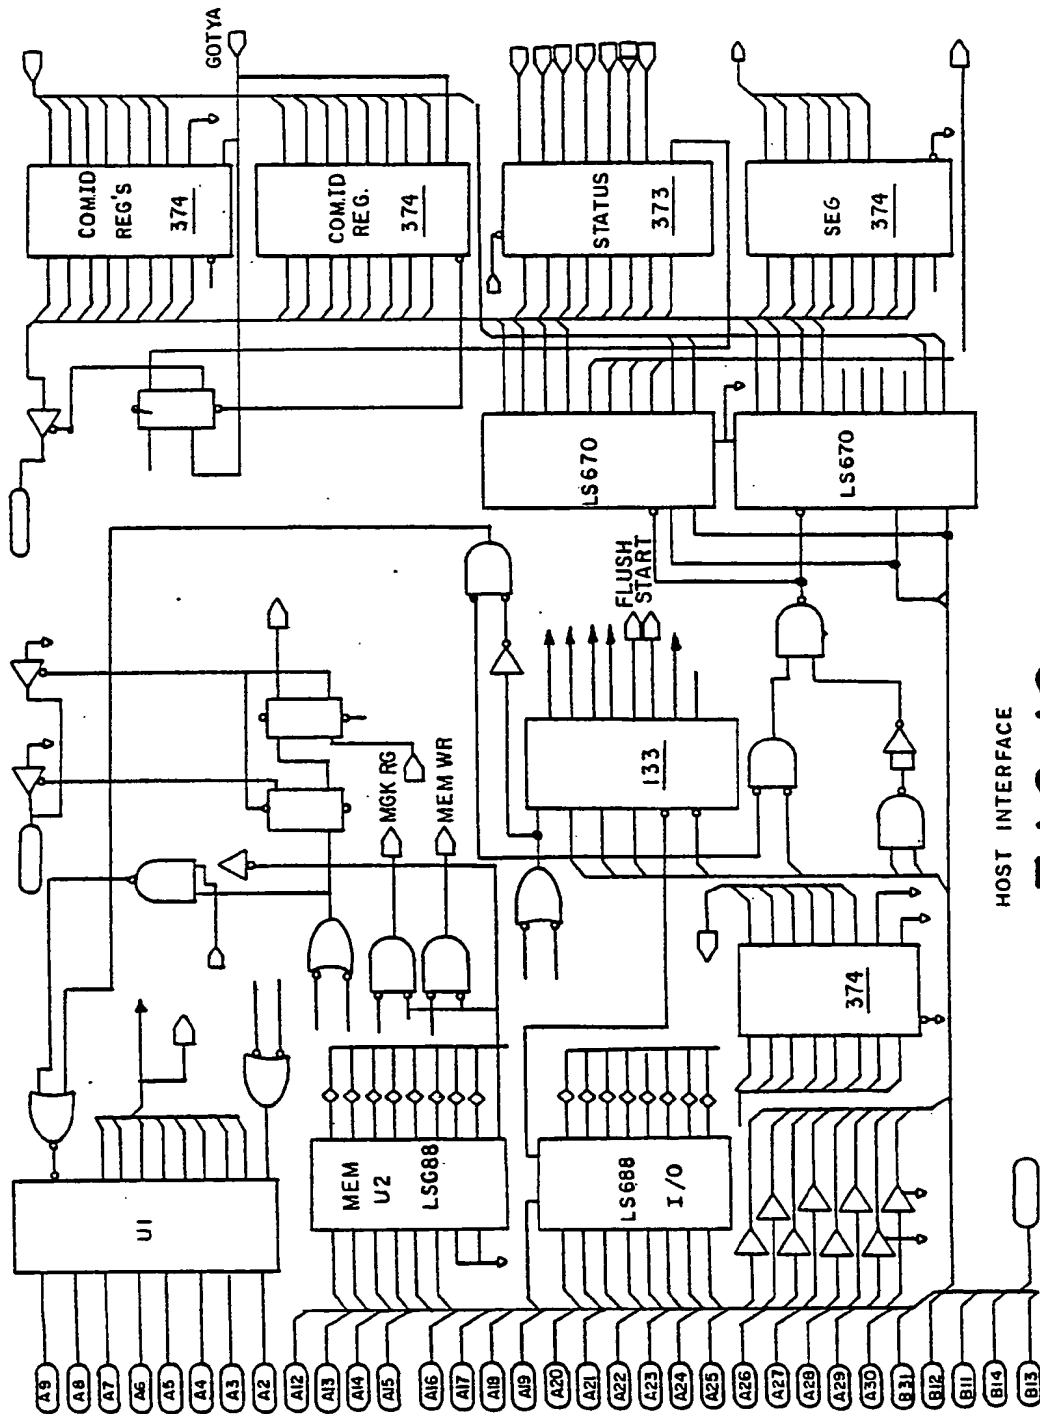 GOTYA
COM.ID
REG'S
374
COM.ID
REG.
374
STATUS
373
SEG
374
LS670
LS670
FLUSH
START
MGK RG
MEM WR
133
HOST INTERFACE
374
U1
MEM
U2
LS688
LS688
I/O
A9
A8
A7
A6
A5
A4
A3
A2
A12
A13
A14
A15
A16
A17
A18
A19
A20
A21
A22
A23
A24
A25
A26
A27
A28
A29
A30
B31
B12
B11
B14
B13